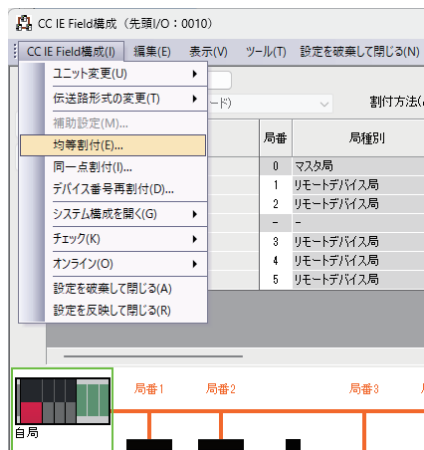 CC IE Field構成 (先頭I/O：0010)
CC IE Field構成(I) 編集(E) 表示(V) ツール(T) 設定を破棄して閉じる(N)
ユニット変更(U)
伝送路形式の変更(T)
ード)
割付方法(
補助設定(M)...
均等割付(E)...
同一点割付(I)...
デバイス番号再割付(D)...
システム構成を開く(G)
チェック(K)
オンライン(O)
設定を破棄して閉じる(A)
設定を反映して閉じる(R)
局番 局種別
0 マスタ局
1 リモートデバイス局
2 リモートデバイス局
- -
3 リモートデバイス局
4 リモートデバイス局
5 リモートデバイス局
局番1 局番2 局番3
自局